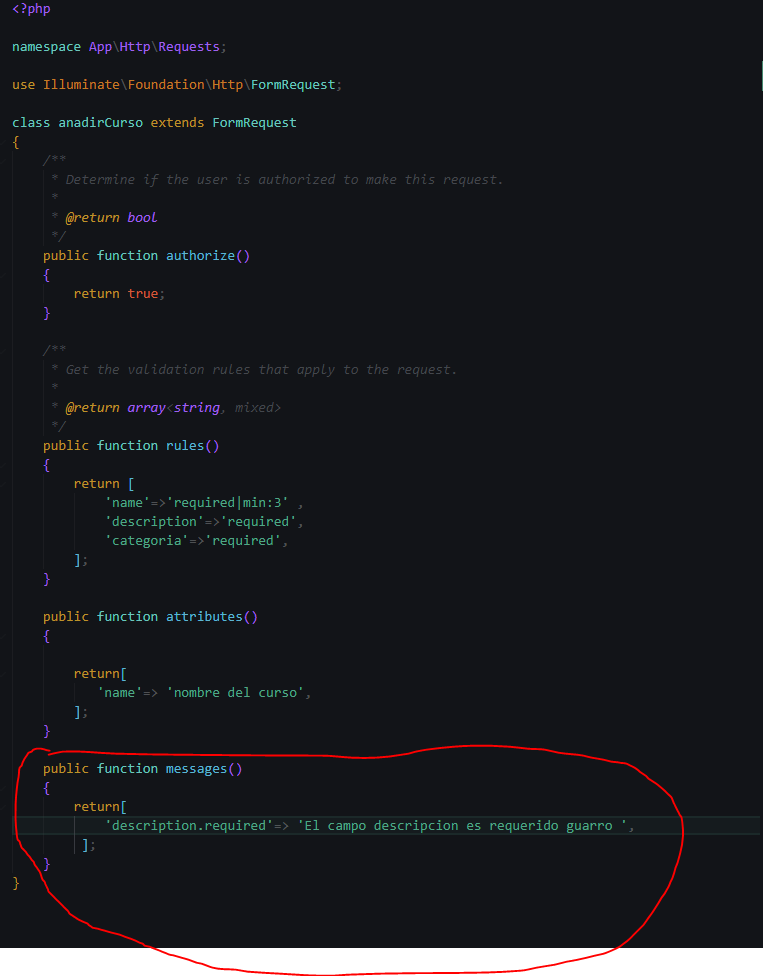 <?php
namespace App\Http\Requests;
use Illuminate\Foundation\Http\FormRequest;
class anadirCurso extends FormRequest
{
/**
* Determine if the user is authorized to make this request.
*
* @return bool
*/
public function authorize()
{
return true;
}
/**
* Get the validation rules that apply to the request.
*
* @return array<string, mixed>
*/
public function rules()
{
return [
'name'=>'required|min:3' ,
'description'=>'required',
'categoria'=>'required',
];
}
public function attributes()
{
return[
'name'=> 'nombre del curso',
];
}
public function messages()
{
return[
'description.required'=> 'El campo descripcion es requerido guarro ',
];
}
}